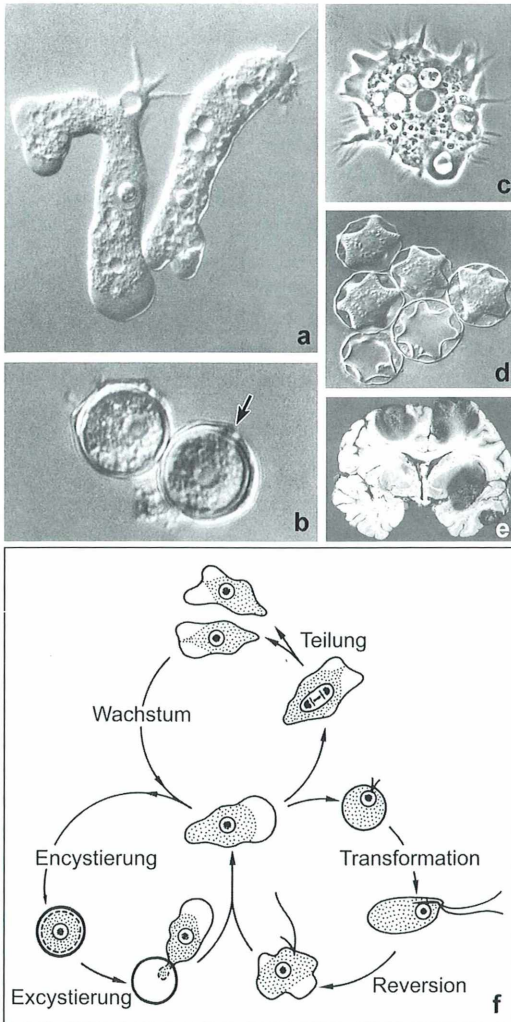 a
c
d
b
e
Teilung
Wachstum
Encystierung
Transformation
Excystierung
Reversion
f